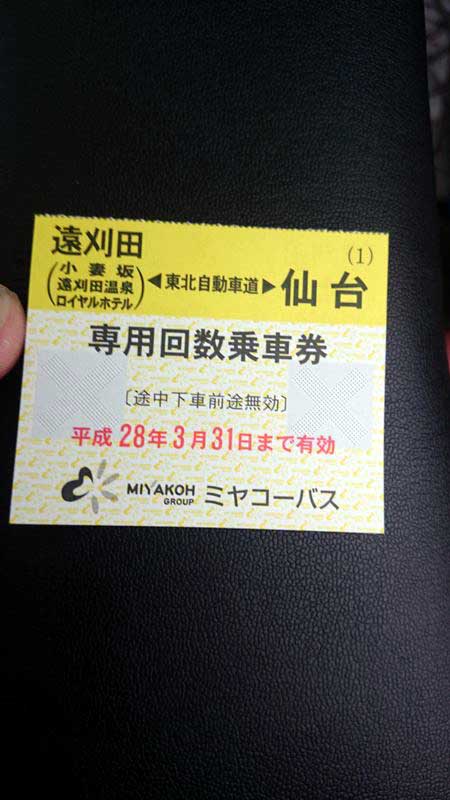 遠刈田
(1)
(小妻坂
遠刈田温泉
ロイヤルホテル)
◀東北自動車道▶仙台
専用回数乗車券
〔途中下車前途無効〕
平成28年3月31日まで有効
MIYAKOH
GROUP
ミヤコーバス